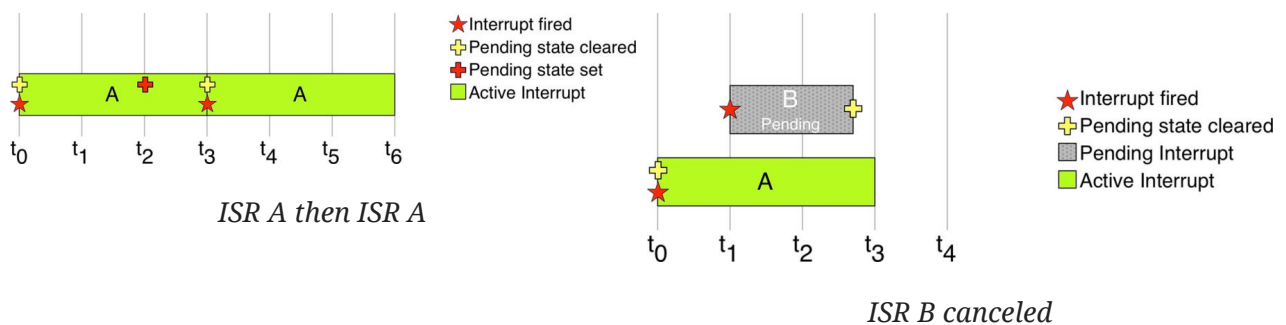 Interrupt fired
Pending state cleared
Pending state set
Active Interrupt
A A
t0 t1 t2 t3 t4 t5 t6
ISR A then ISR A
B
Pending
A
t0 t1 t2 t3 t4
Interrupt fired
Pending state cleared
Pending Interrupt
Active Interrupt
ISR B canceled